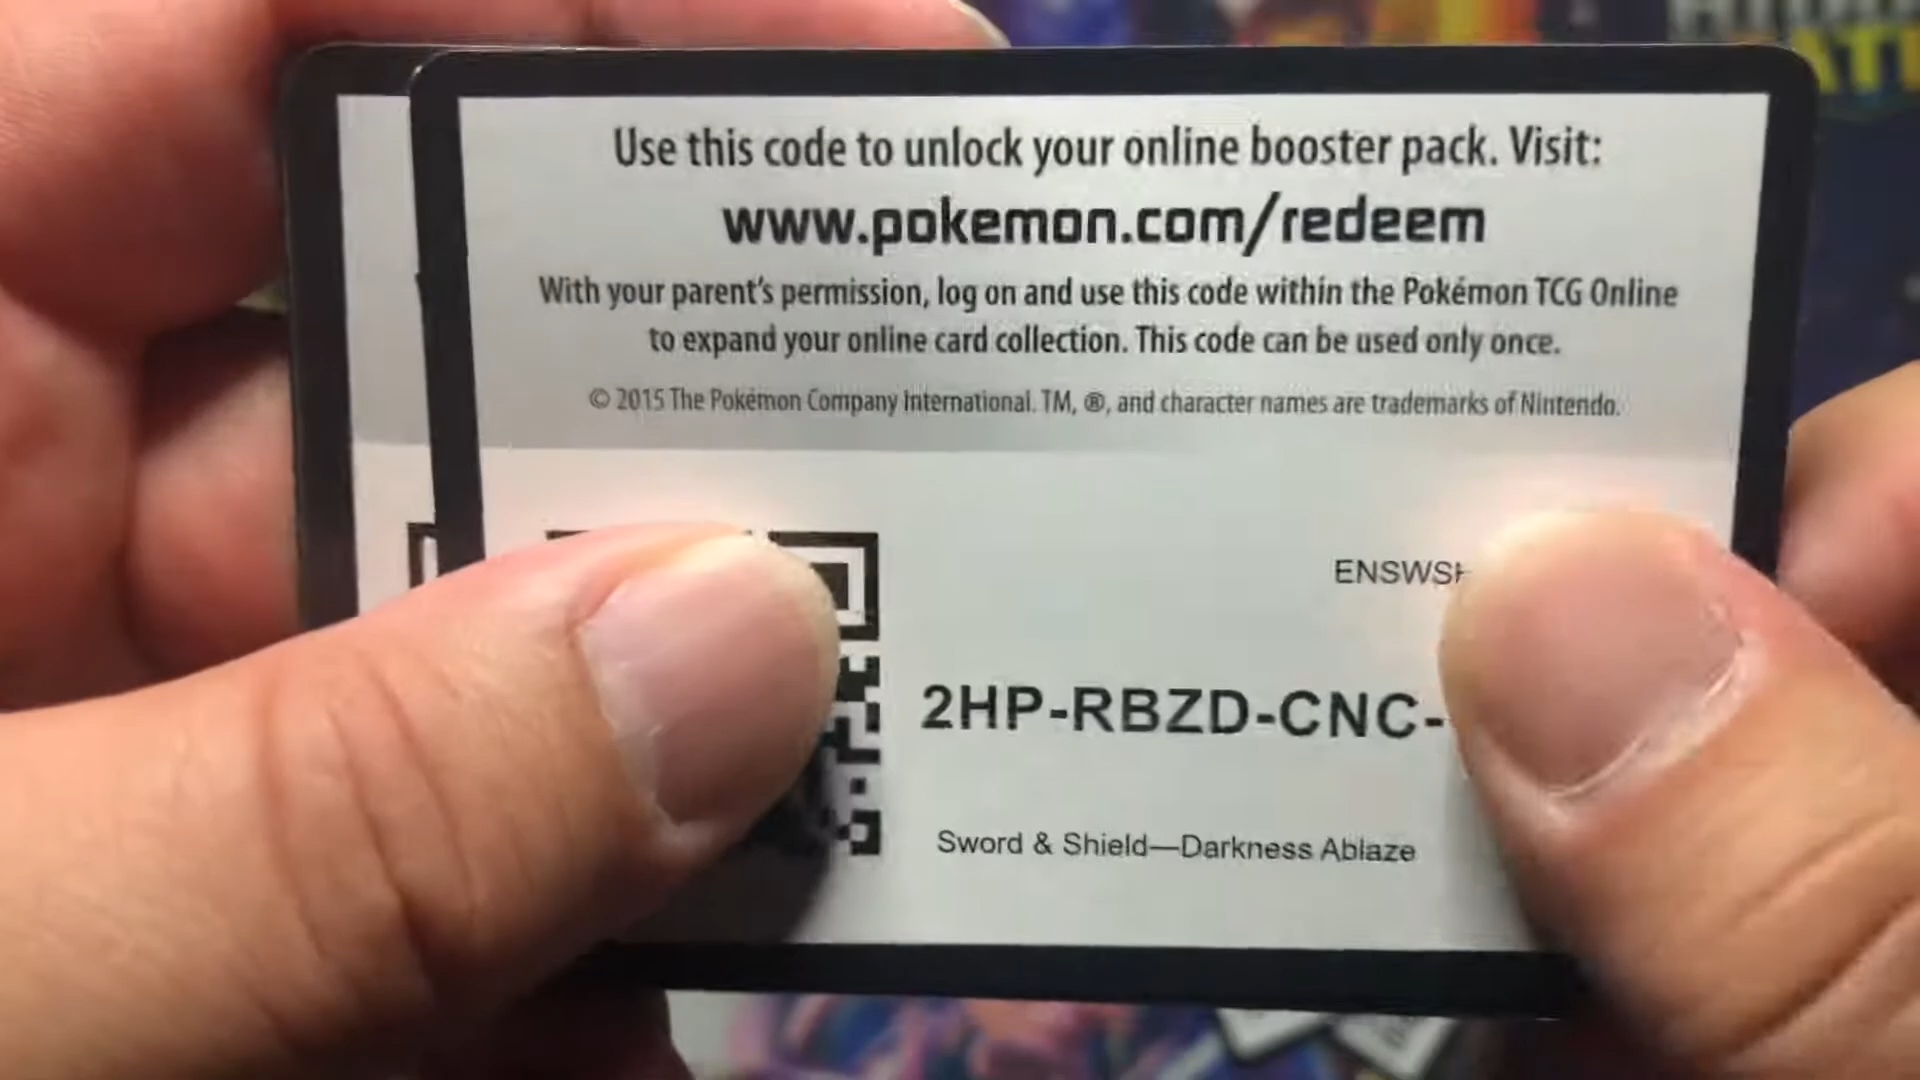 Use this code to unlock your online booster pack. Visit:
www.pokemon.com/redeem
With your parent's permission, log on and use this code within the Pokémon TCG Online
to expand your online card collection. This code can be used only once.
© 2015 The Pokémon Company International. TM, ®, and character names are trademarks of Nintendo.
ENSWSH
2HP-RBZD-CNC-
Sword & Shield—Darkness Ablaze